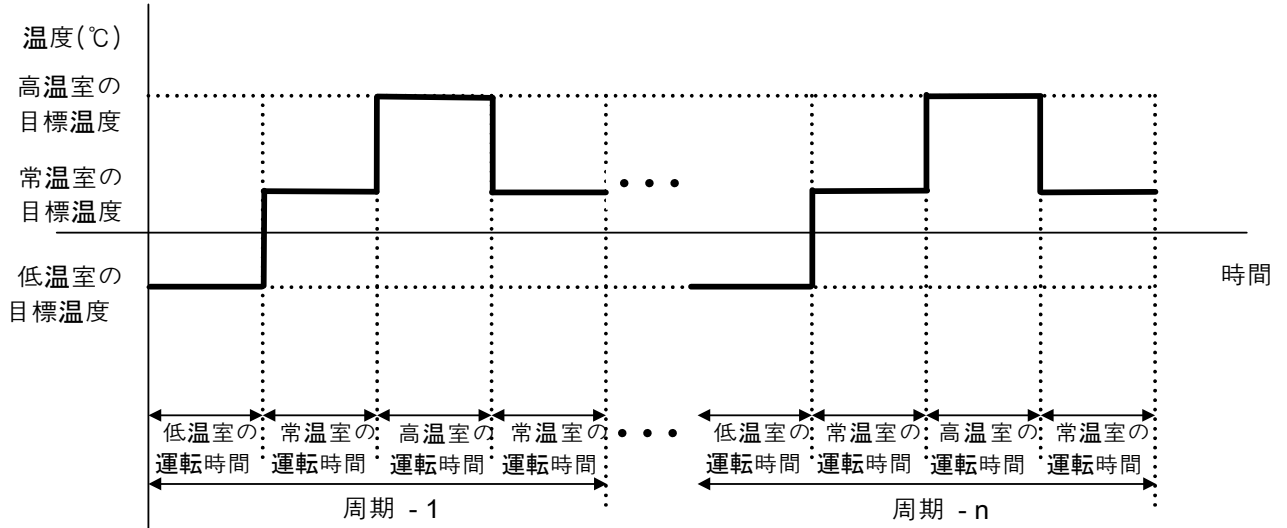 温度(℃)
高温室の
目標温度
常温室の
目標温度
低温室の
目標温度
時間
低温室の
運転時間
常温室の
運転時間
高温室の
運転時間
常温室の
運転時間
低温室の
運転時間
常温室の
運転時間
高温室の
運転時間
常温室の
運転時間
周期 - 1
周期 - n